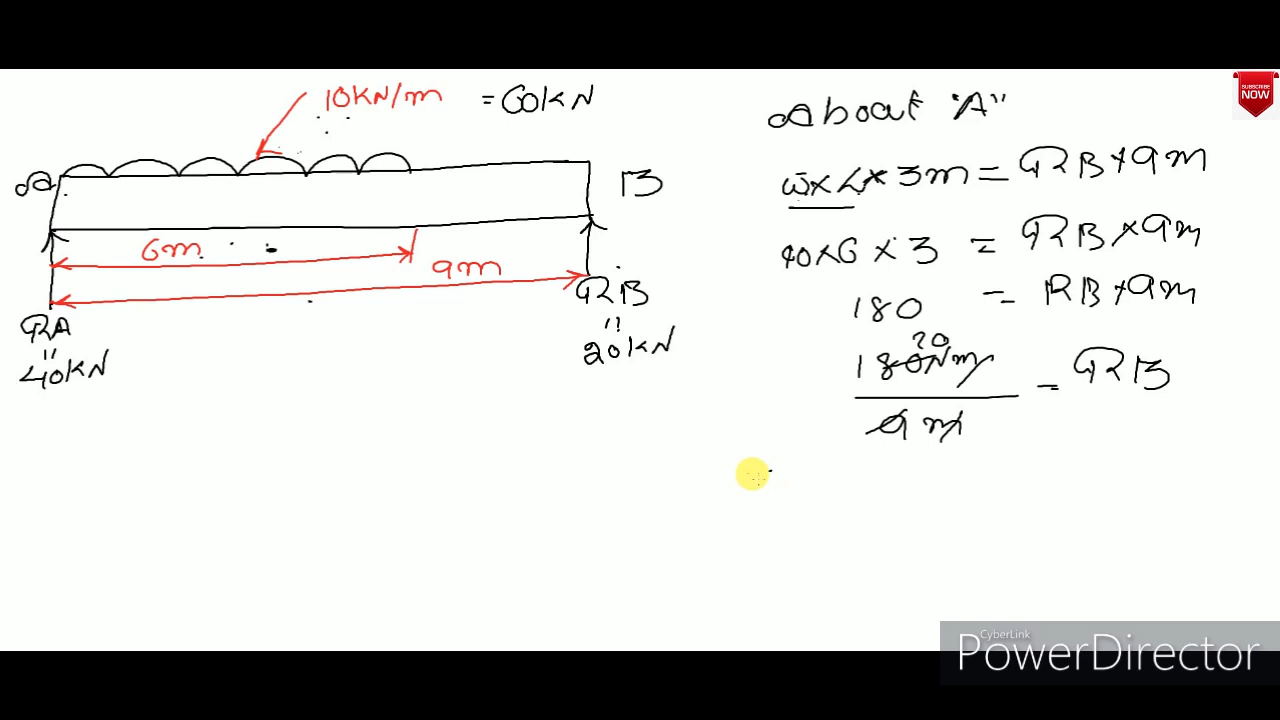 10KN/m = 60KN
A
B
6m
9m
RA
"
40KN
RB
"
20KN
About "A"
w×L×3m = RB×9m
10×6×3 = RB×9m
180 = RB×9m
20
180Nm
9m
= RB
SUBSCRIBE
NOW
CyberLink
PowerDirector